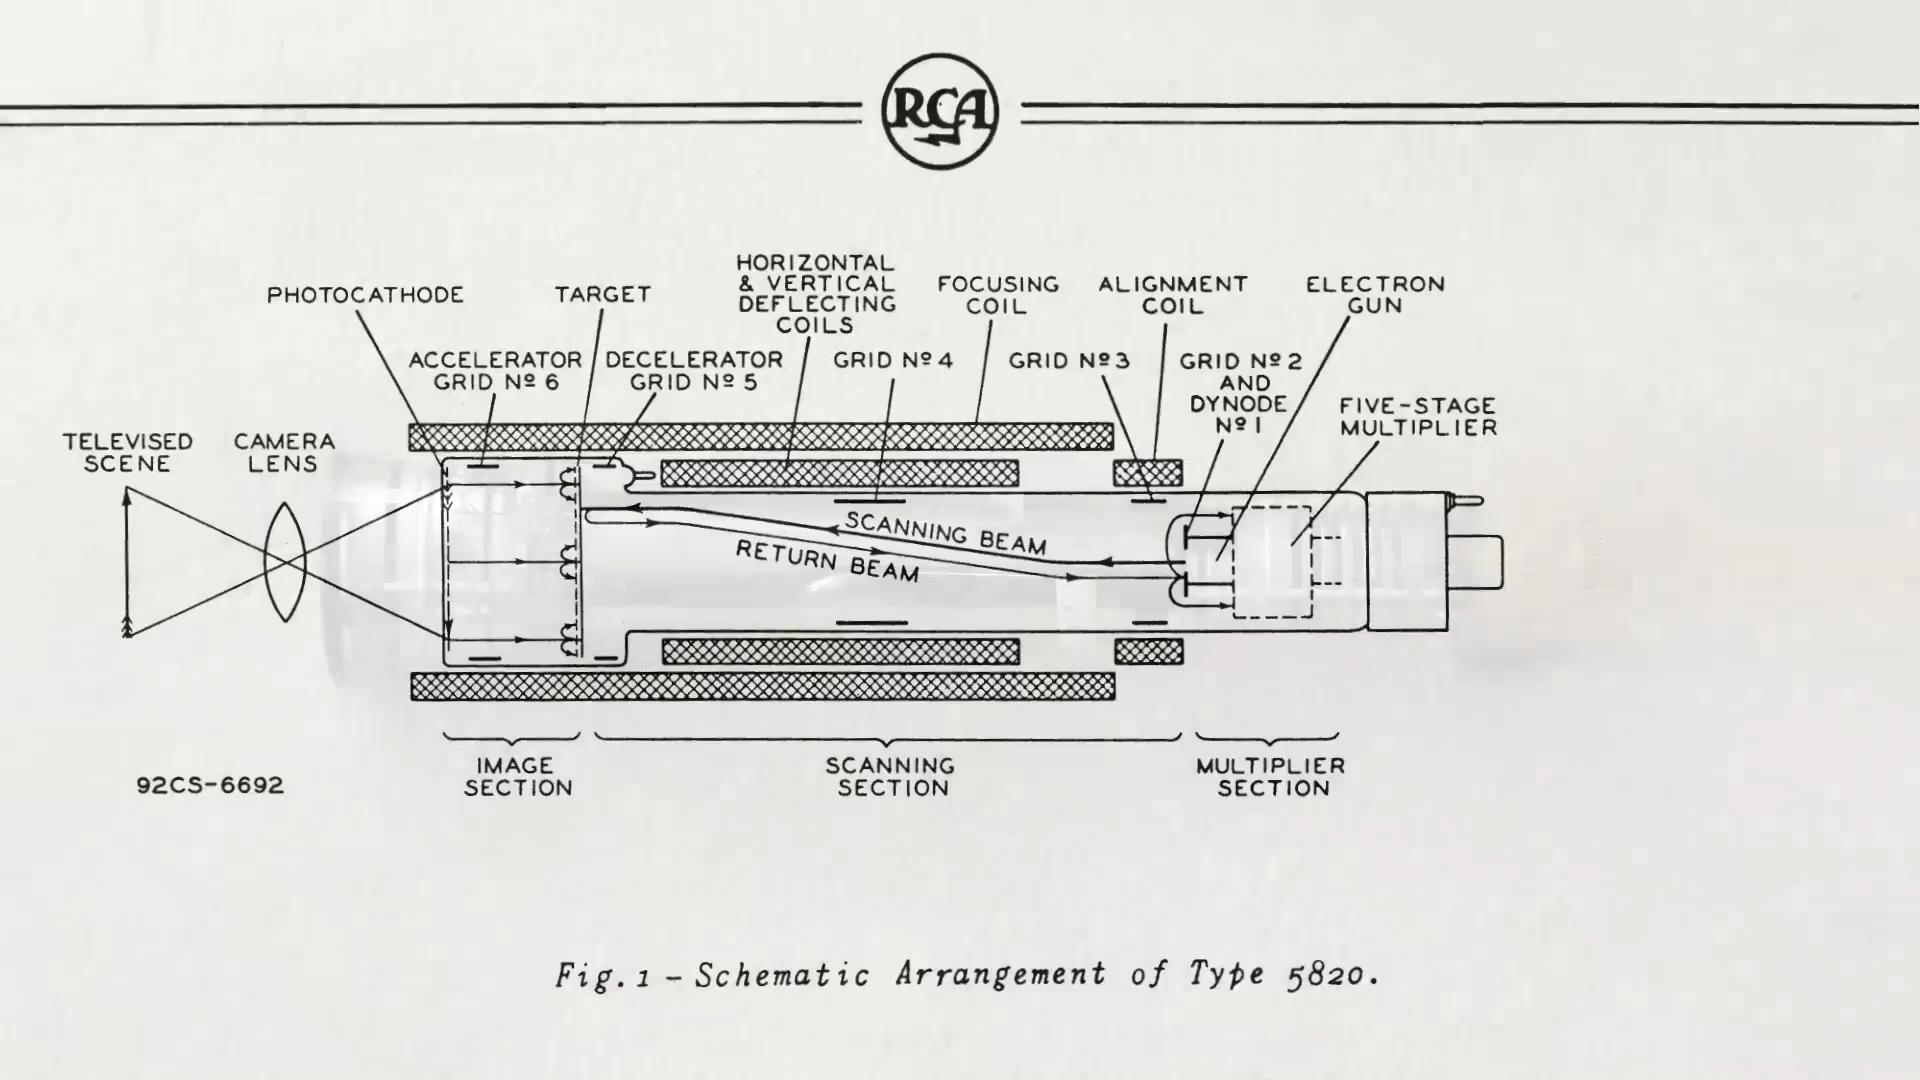 RCA
HORIZONTAL
& VERTICAL
DEFLECTING
COILS
PHOTOCATHODE
TARGET
FOCUSING
COIL
ALIGNMENT
COIL
ELECTRON
GUN
ACCELERATOR
GRID Nº 6
DECELERATOR
GRID Nº 5
GRID Nº 4
GRID Nº 3
GRID Nº 2
AND
DYNODE
Nº 1
FIVE-STAGE
MULTIPLIER
TELEVISED
SCENE
CAMERA
LENS
SCANNING BEAM
RETURN BEAM
IMAGE
SECTION
SCANNING
SECTION
MULTIPLIER
SECTION
92CS-6692
Fig. 1 – Schematic Arrangement of Type 5820.